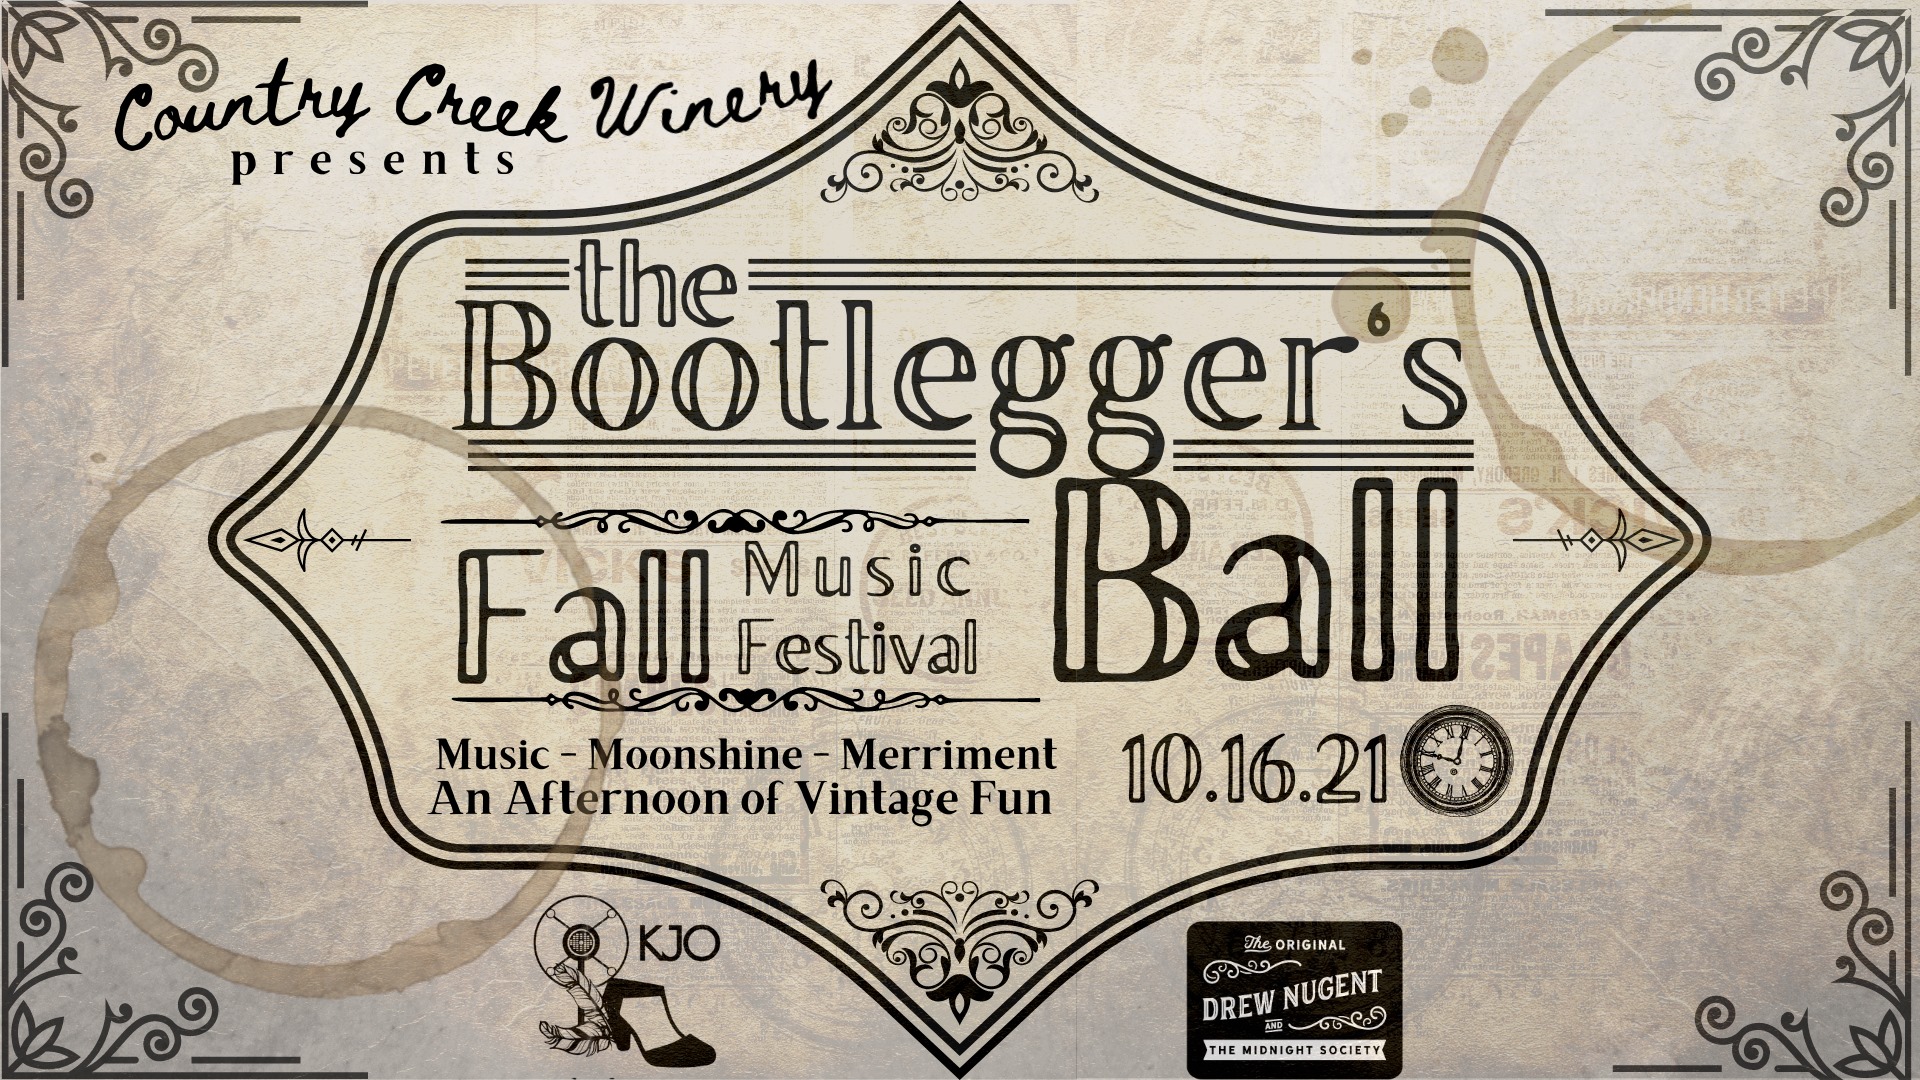 Country Creek Winery
presents
the
Bootlegger's
Ball
Fall Music
Festival
Music - Moonshine - Merriment
An Afternoon of Vintage Fun
10.16.21
KJO
The ORIGINAL
DREW NUGENT
AND
THE MIDNIGHT SOCIETY